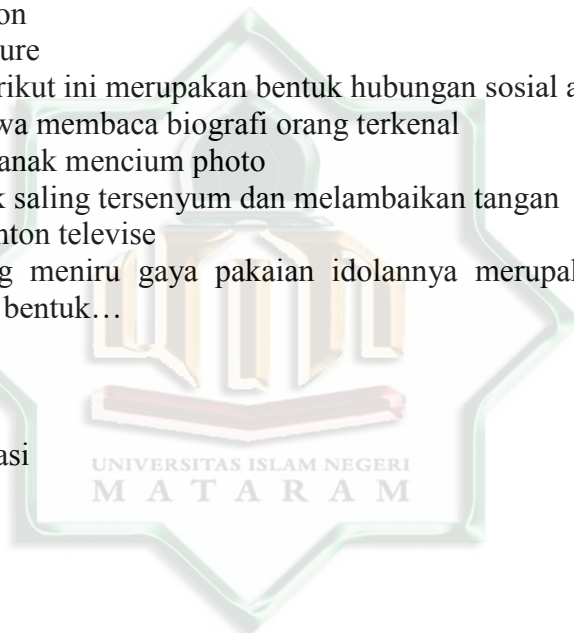 on
ure
rikut ini merupakan bentuk hubungan sosial a
wa membaca biografi orang terkenal
anak mencium photo
k saling tersenyum dan melambaikan tangan
nton televise
g meniru gaya pakaian idolannya merupak
bentuk…
asi
UNIVERSITAS ISLAM NEGERI
MATARAM